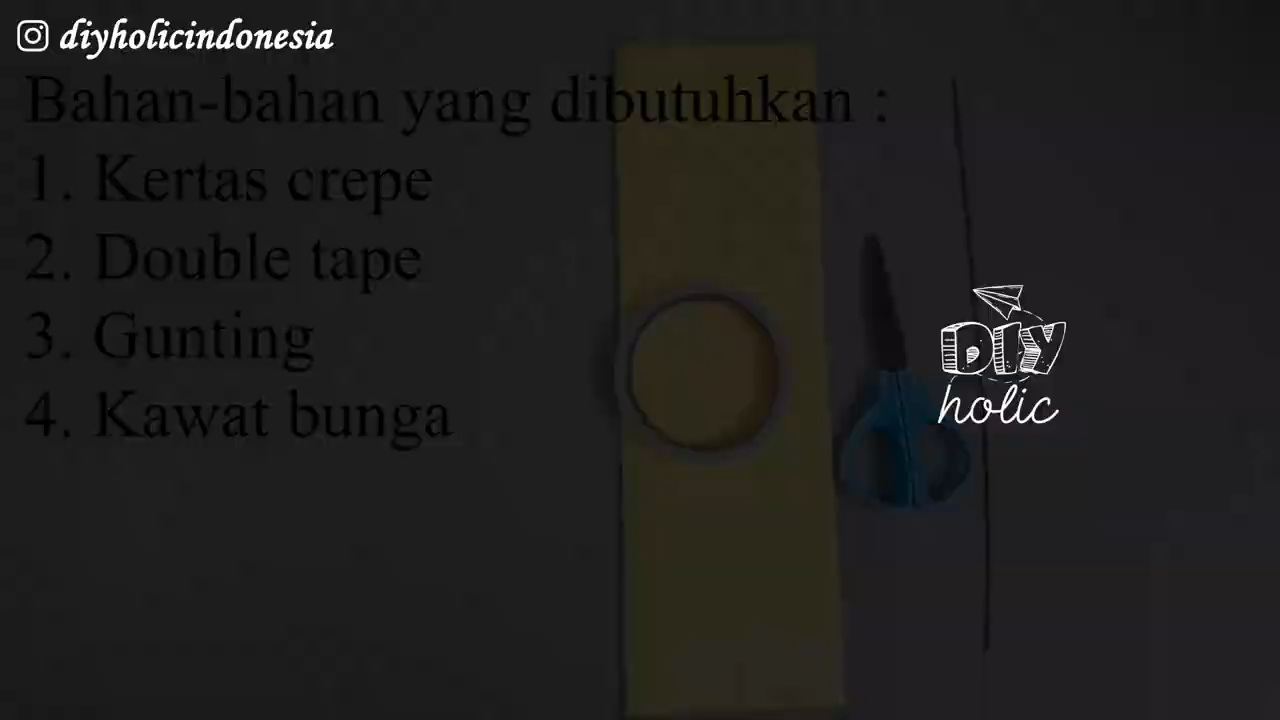 diyholicindonesia
Bahan-bahan yang dibutuhkan :
1. Kertas crepe
2. Double tape
3. Gunting
4. Kawat bunga
DIY
holic